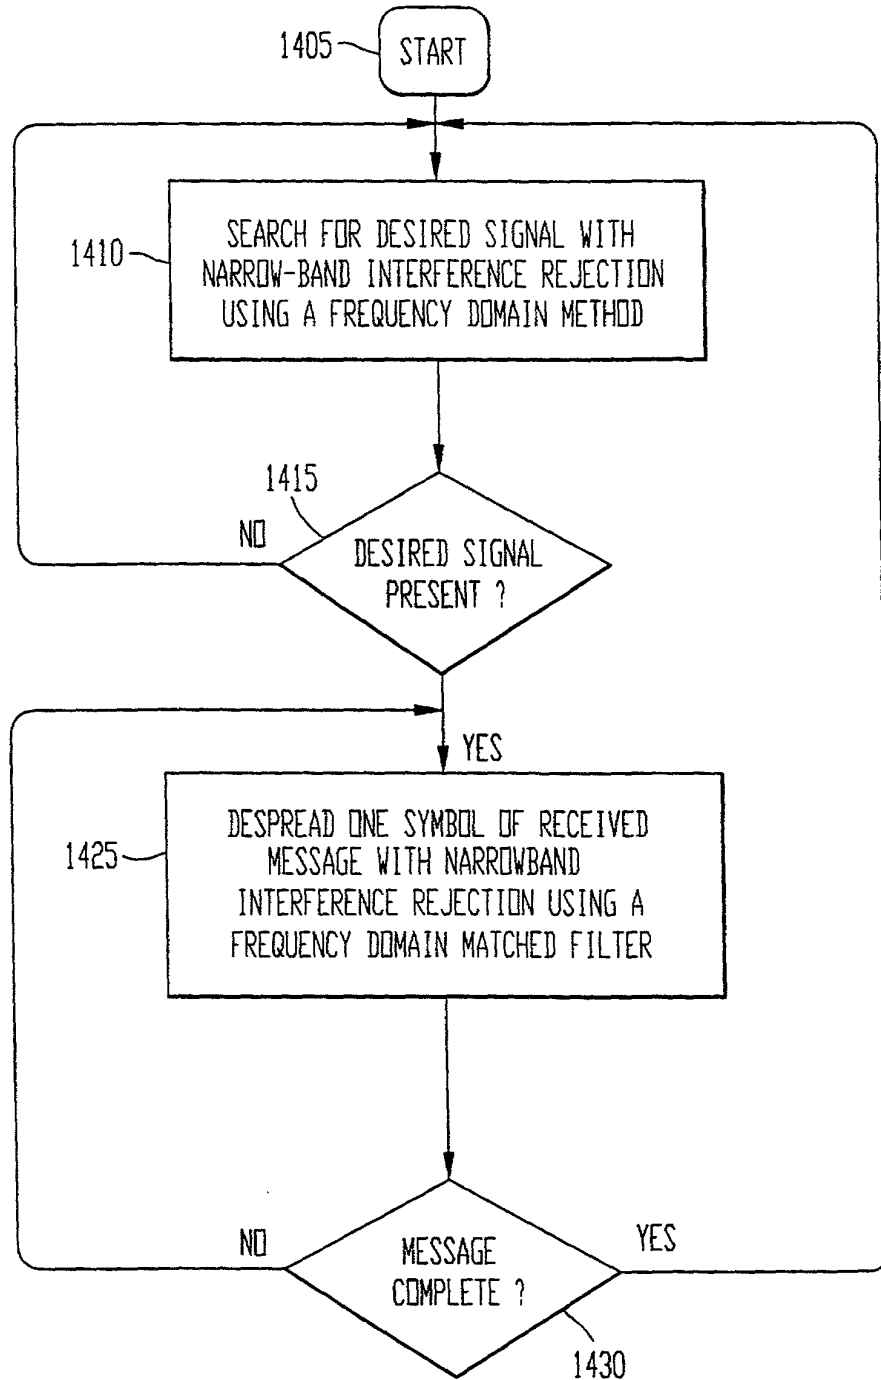 1405
START
1410
SEARCH FOR DESIRED SIGNAL WITH
NARROW-BAND INTERFERENCE REJECTION
USING A FREQUENCY DOMAIN METHOD
1415
NO
DESIRED SIGNAL
PRESENT ?
YES
1425
DESPREAD ONE SYMBOL OF RECEIVED
MESSAGE WITH NARROWBAND
INTERFERENCE REJECTION USING A
FREQUENCY DOMAIN MATCHED FILTER
NO
MESSAGE
COMPLETE ?
YES
1430